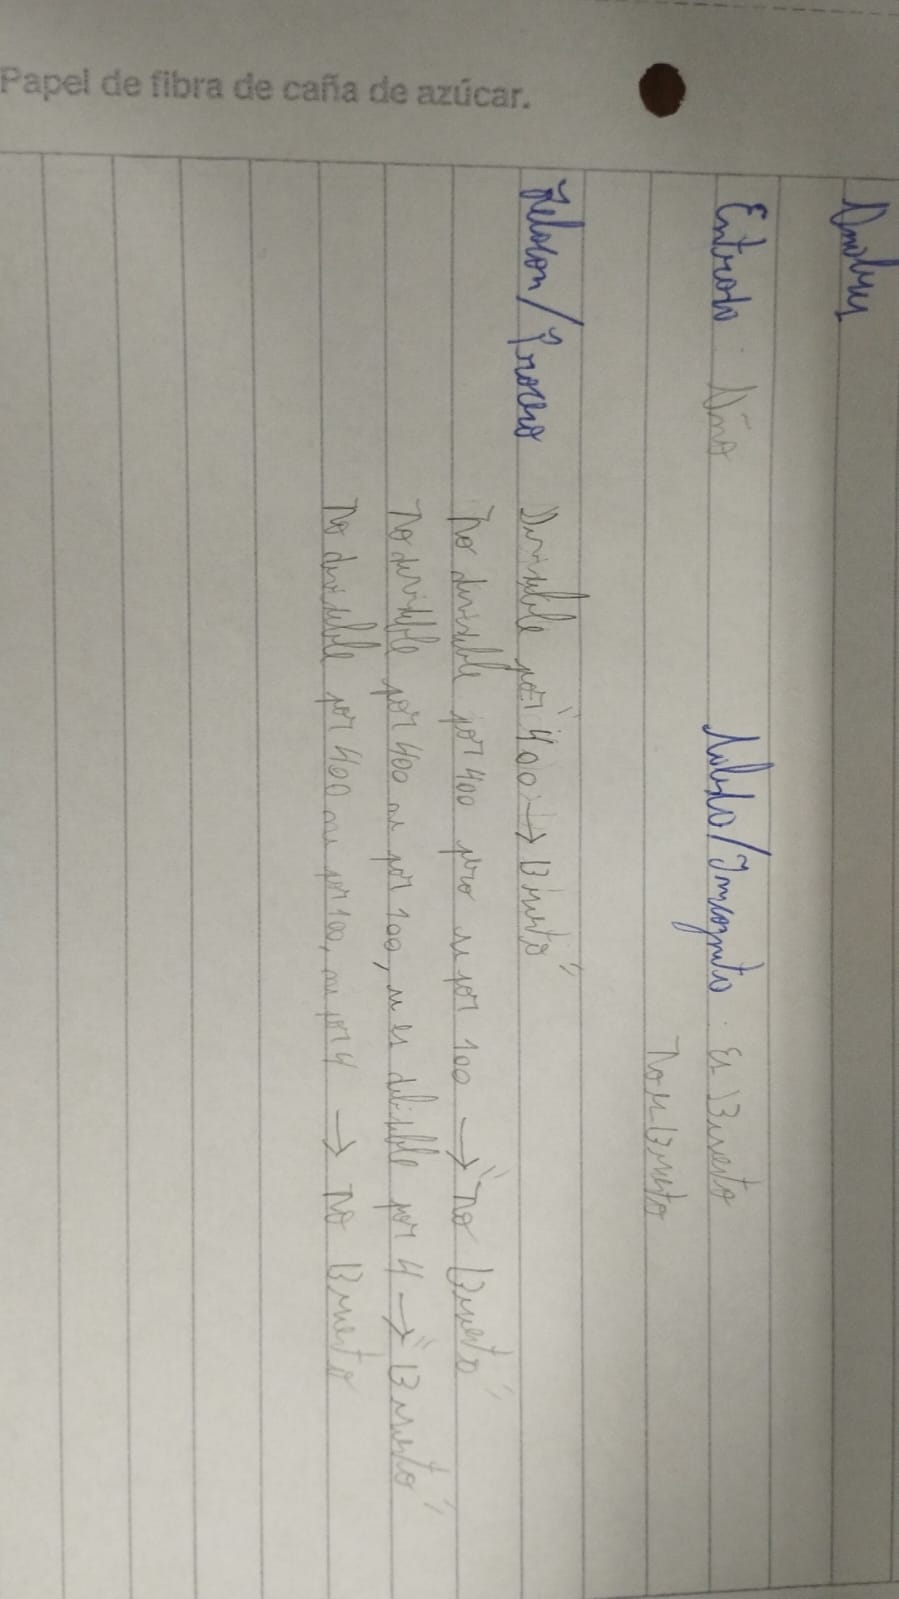 Analisis
Entrada: Año
Salida/Incognita: Es Bisiesto
No es Bisiesto
Relacion/Proceso
Divisible por "400 → Bisiesto"
No divisible por 400 pero si por 100 → "No Bisiesto"
No divisible por 400 ni por 100, si es divisible por 4 → "Bisiesto"
No divisible por 400 ni por 100, ni por 4 → No Bisiesto
Papel de fibra de caña de azúcar.